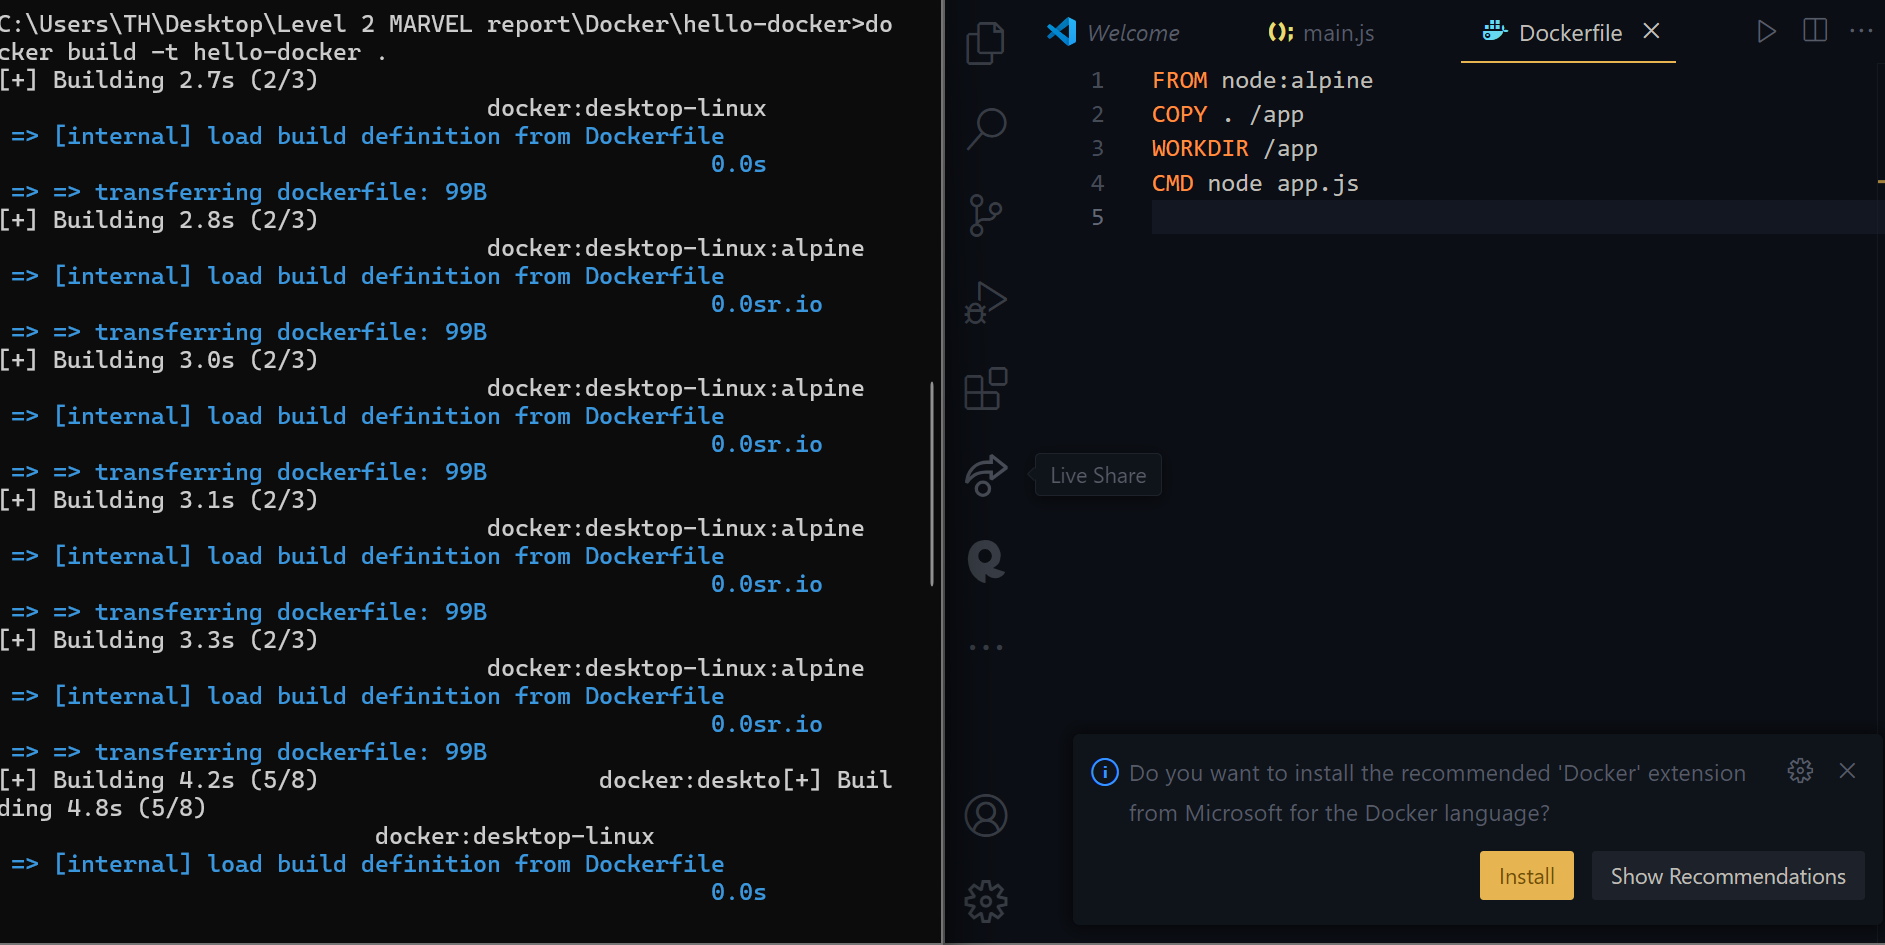 C:\Users\TH\Desktop\Level 2 MARVEL report\Docker\hello-docker>do
cker build -t hello-docker .
[+] Building 2.7s (2/3)
docker:desktop-linux
=> [internal] load build definition from Dockerfile
0.0s
=> => transferring dockerfile: 99B
[+] Building 2.8s (2/3)
docker:desktop-linux:alpine
=> [internal] load build definition from Dockerfile
0.0sr.io
=> => transferring dockerfile: 99B
[+] Building 3.0s (2/3)
docker:desktop-linux:alpine
=> [internal] load build definition from Dockerfile
0.0sr.io
=> => transferring dockerfile: 99B
[+] Building 3.1s (2/3)
docker:desktop-linux:alpine
=> [internal] load build definition from Dockerfile
0.0sr.io
=> => transferring dockerfile: 99B
[+] Building 3.3s (2/3)
docker:desktop-linux:alpine
=> [internal] load build definition from Dockerfile
0.0sr.io
=> => transferring dockerfile: 99B
[+] Building 4.2s (5/8) docker:deskto[+] Buil
ding 4.8s (5/8)
docker:desktop-linux
=> [internal] load build definition from Dockerfile
0.0s
Welcome main.js Dockerfile
1 FROM node:alpine
2 COPY . /app
3 WORKDIR /app
4 CMD node app.js
5
Live Share
Do you want to install the recommended 'Docker' extension
from Microsoft for the Docker language?
Install Show Recommendations